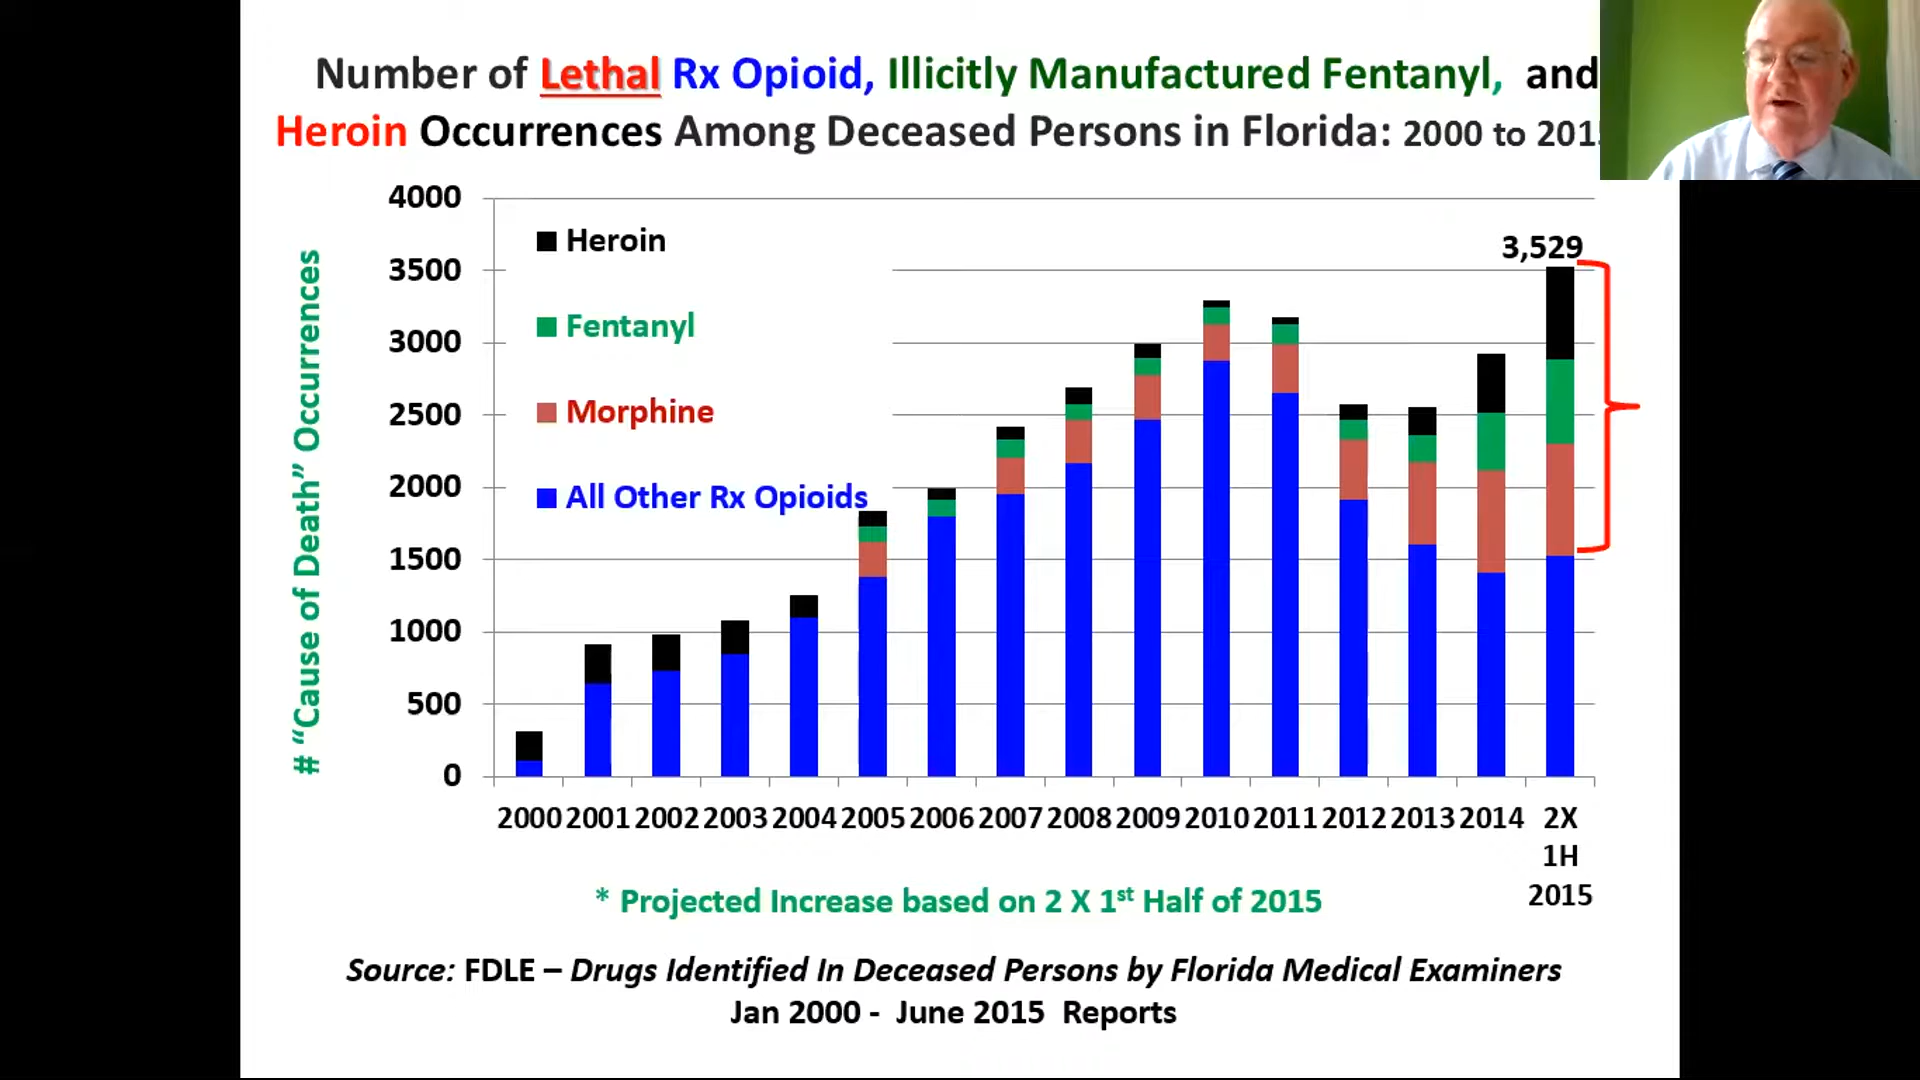 Number of Lethal Rx Opioid, Illicitly Manufactured Fentanyl, and
Heroin Occurrences Among Deceased Persons in Florida: 2000 to
3,529
# “Cause of Death” Occurrences
4000
3500
3000
2500
2000
1500
1000
500
0
Heroin
Fentanyl
Morphine
All Other Rx Opioids
2000 2001 2002 2003 2004 2005 2006 2007 2008 2009 2010 2011 2012 2013 2014 2X
1H
2015
* Projected Increase based on 2 X 1st Half of 2015
Source: FDLE – Drugs Identified In Deceased Persons by Florida Medical Examiners
Jan 2000 - June 2015 Reports